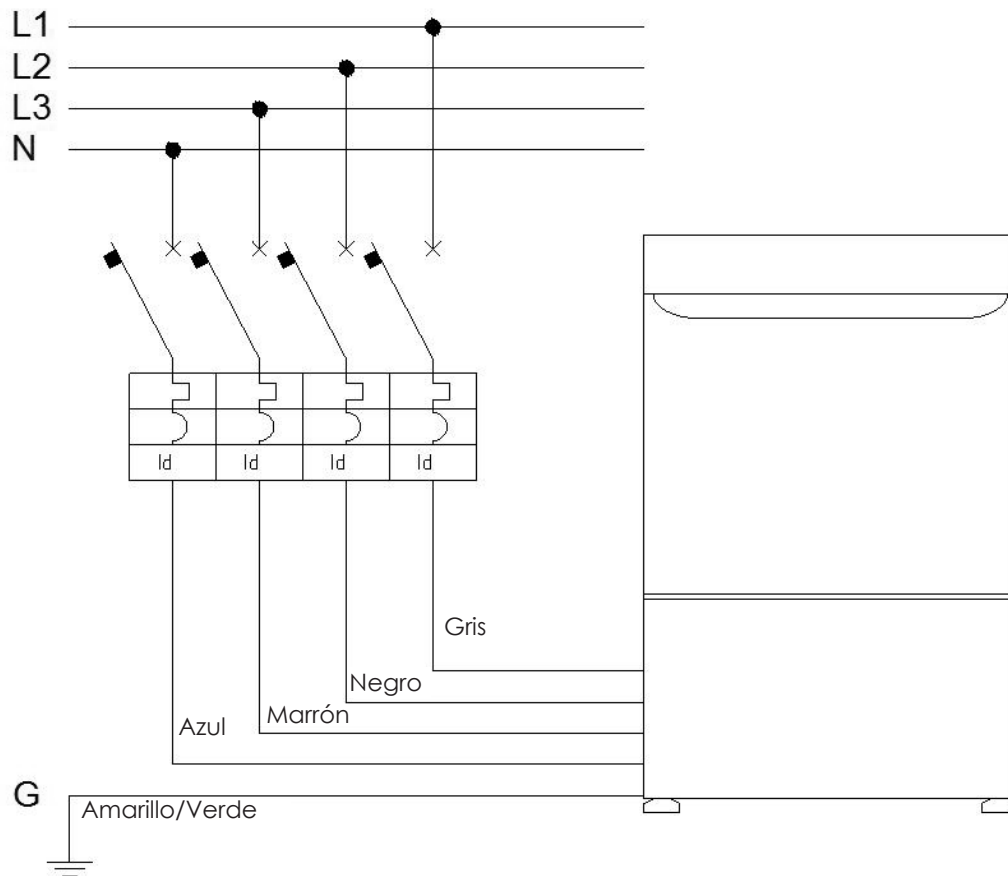 L1
L2
L3
N
Id Id Id Id
Gris
Negro
Marrón
Azul
G
Amarillo/Verde